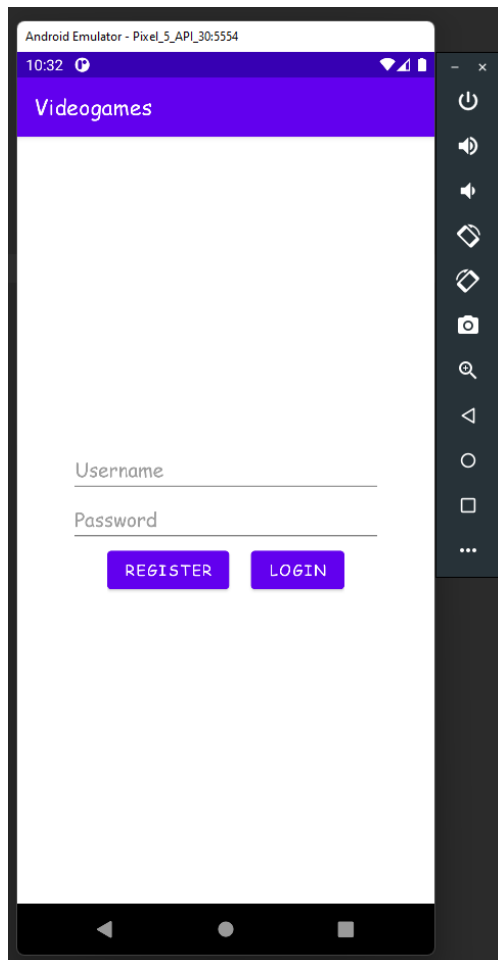 Android Emulator - Pixel_5_API_30:5554
10:32
Videogames
Username
Password
REGISTER LOGIN